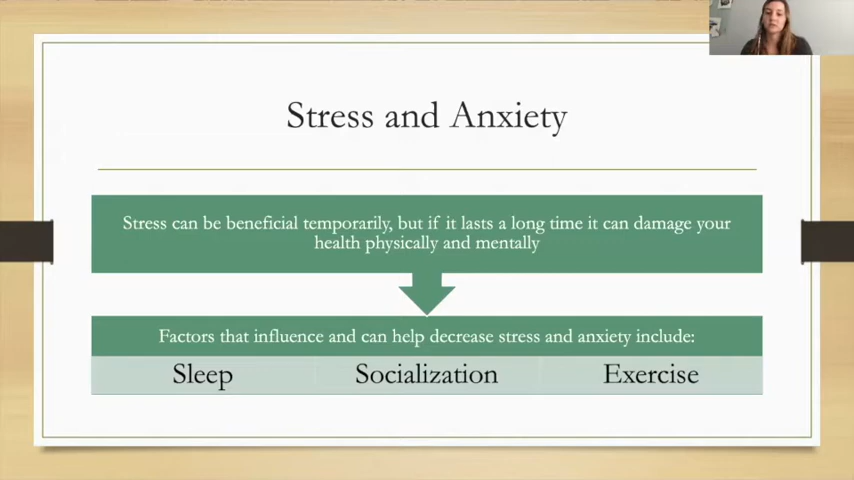 Stress and Anxiety
Stress can be beneficial temporarily, but if it lasts a long time it can damage your
health physically and mentally
Factors that influence and can help decrease stress and anxiety include:
Sleep
Socialization
Exercise